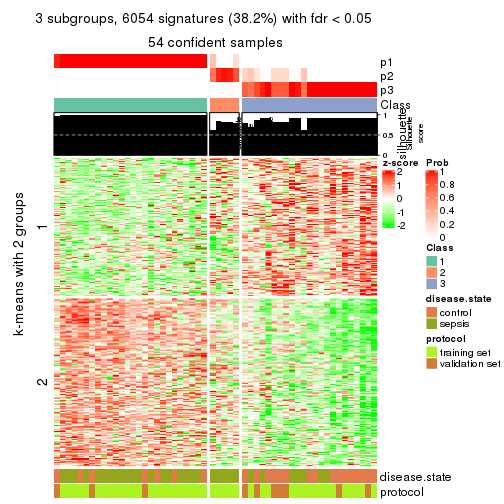 3 subgroups, 6054 signatures (38.2%) with fdr < 0.05
54 confident samples
p1
p2
p3
Class
1
0.5
0
silhouette
Silhouette
score
k-means with 2 groups
1
2
z-score
2
1
0
-1
-2
Prob
1
0.8
0.6
0.4
0.2
0
Class
1
2
3
disease.state
control
sepsis
protocol
training set
validation set
disease.state
protocol